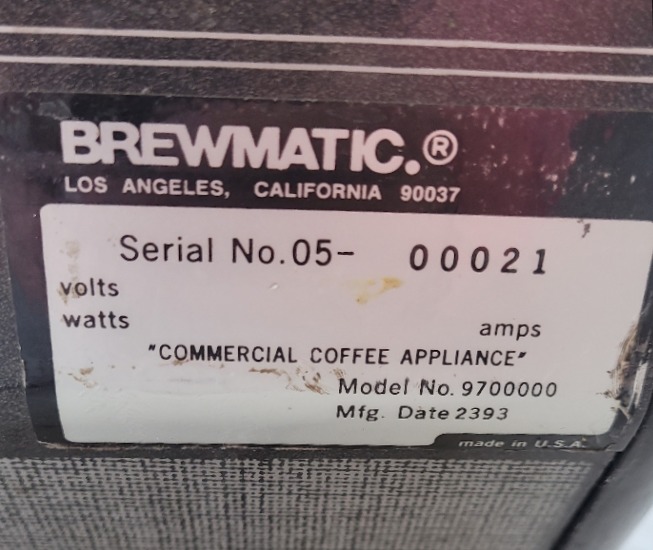 BREWMATIC.®
LOS ANGELES, CALIFORNIA 90037
Serial No.05- 00021
volts
watts amps
"COMMERCIAL COFFEE APPLIANCE"
Model No. 9700000
Mfg. Date 2393
made in U.S.A.